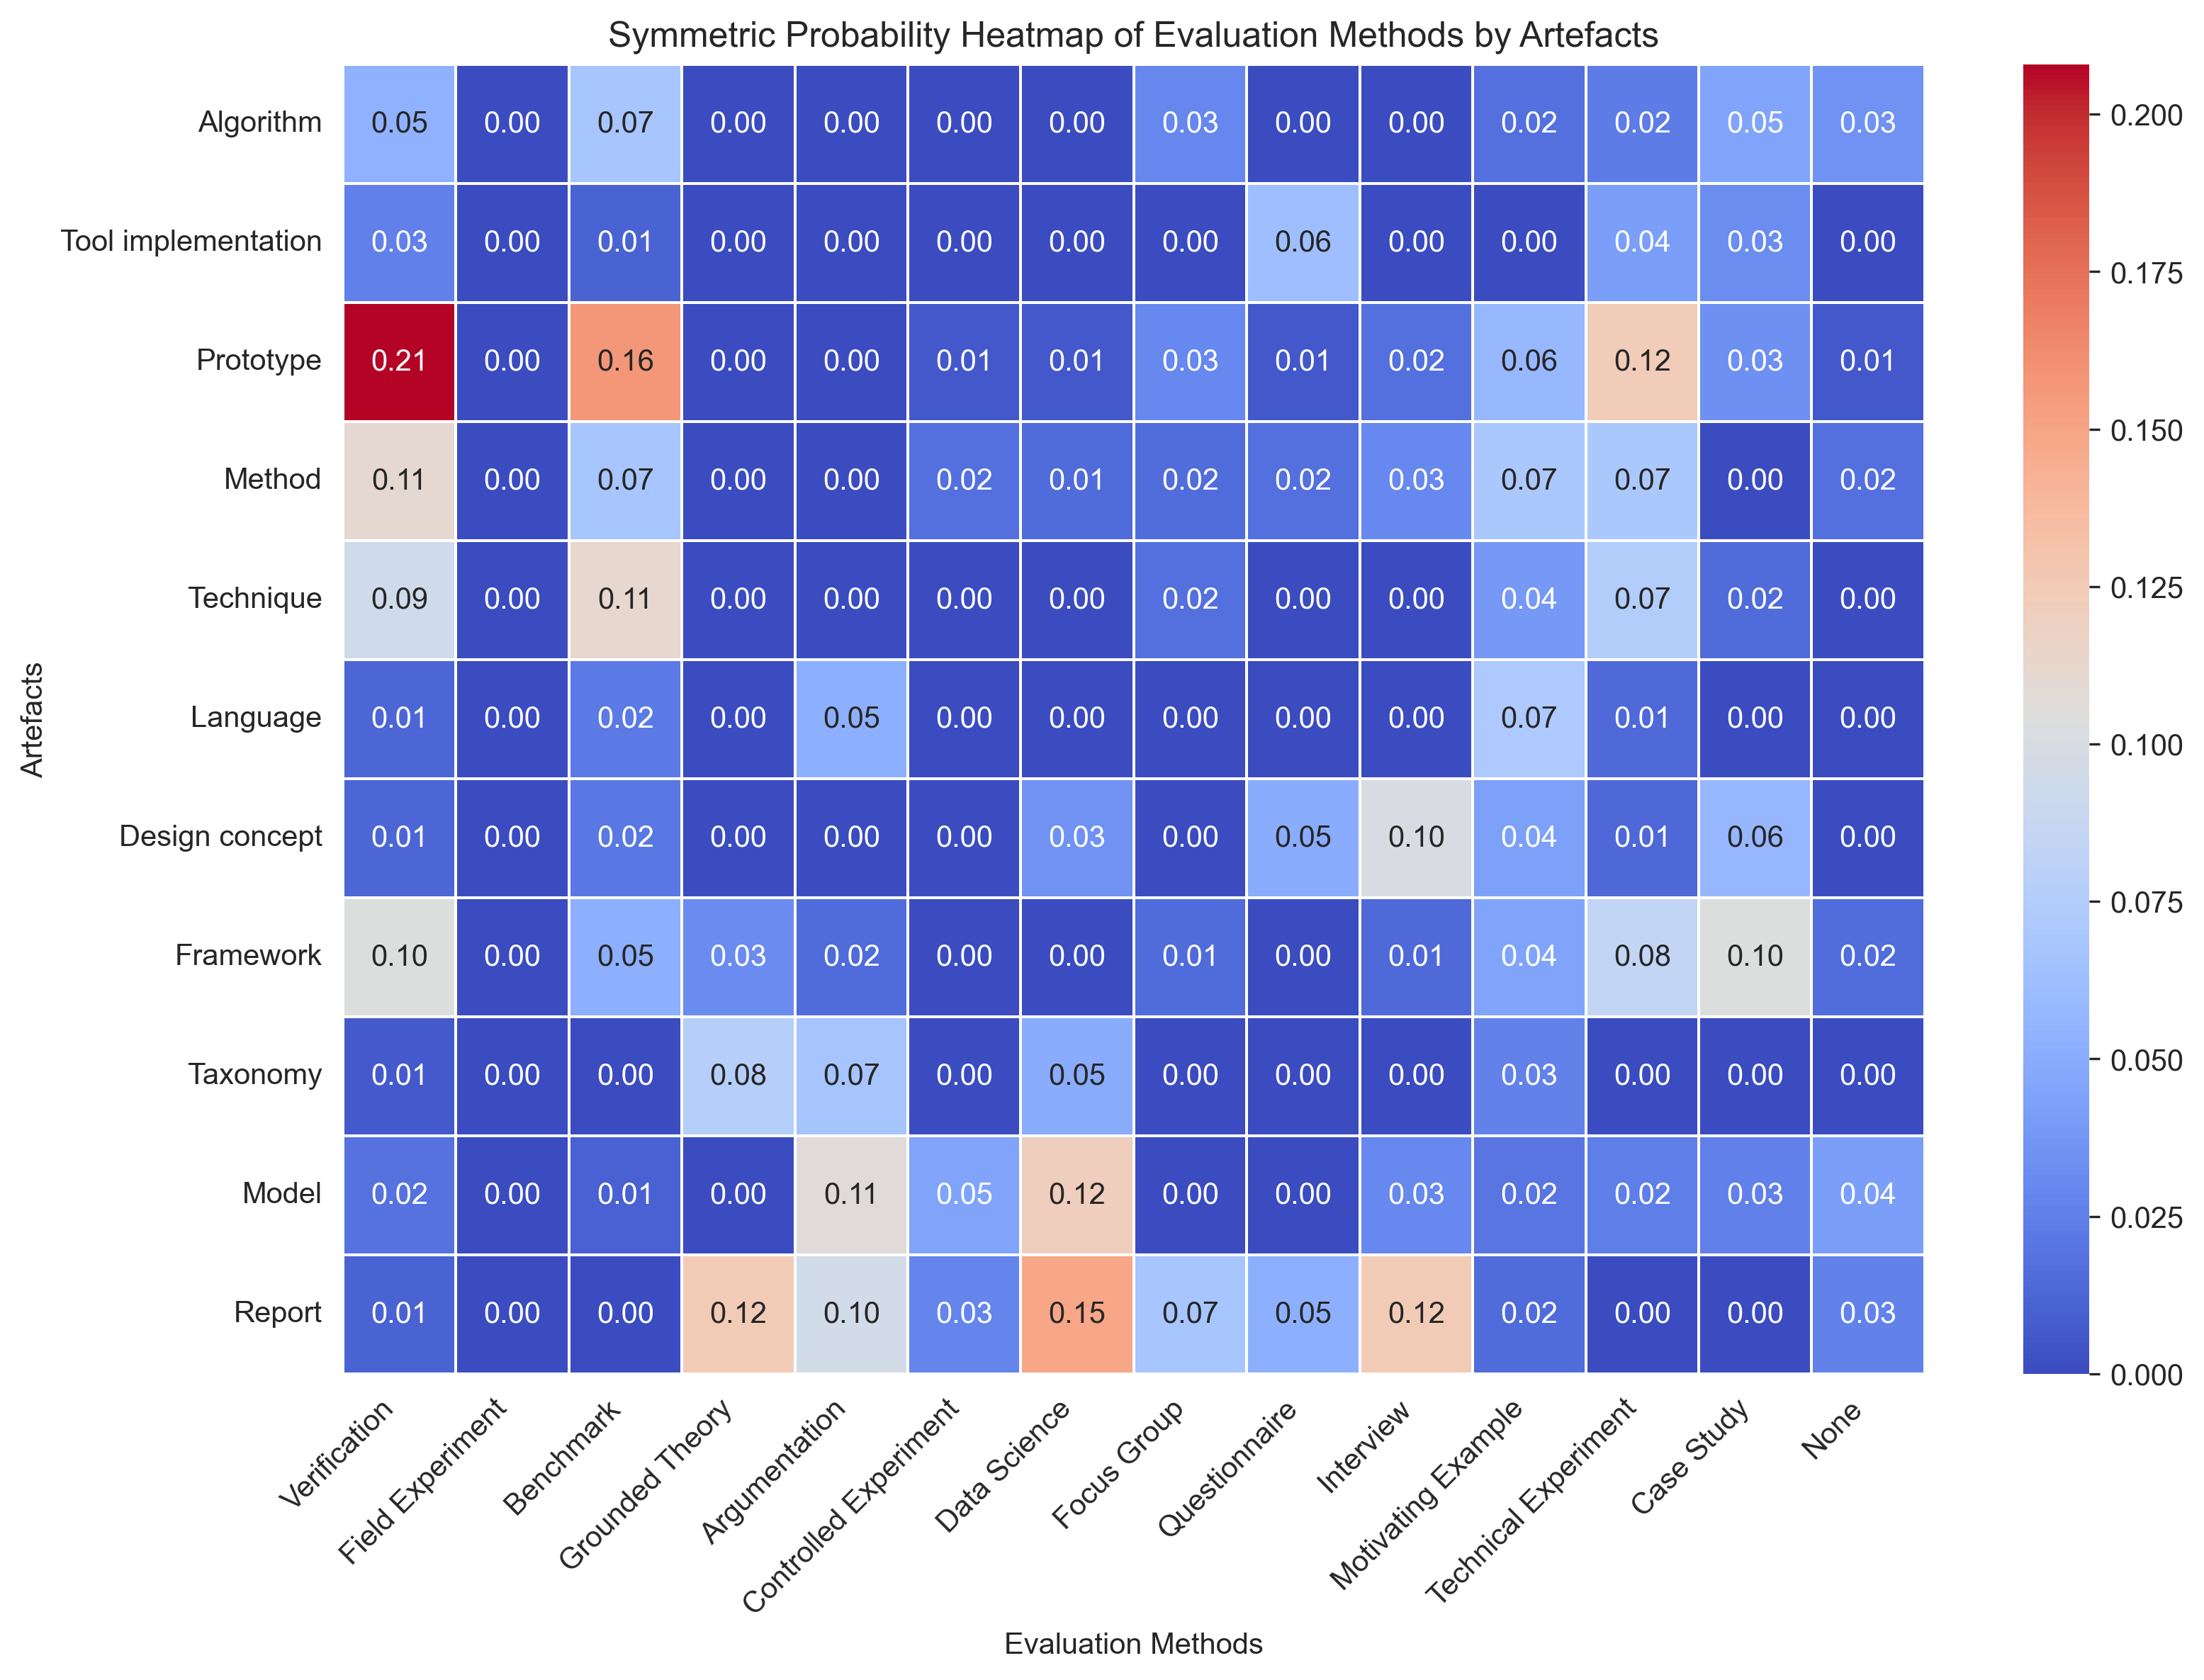 Symmetric Probability Heatmap of Evaluation Methods by Artefacts
Artefacts
Algorithm 0.05 0.00 0.07 0.00 0.00 0.00 0.00 0.03 0.00 0.00 0.02 0.02 0.05 0.03
Tool implementation 0.03 0.00 0.01 0.00 0.00 0.00 0.00 0.00 0.06 0.00 0.00 0.04 0.03 0.00
Prototype 0.21 0.00 0.16 0.00 0.00 0.01 0.01 0.03 0.01 0.02 0.06 0.12 0.03 0.01
Method 0.11 0.00 0.07 0.00 0.00 0.02 0.01 0.02 0.02 0.03 0.07 0.07 0.00 0.02
Technique 0.09 0.00 0.11 0.00 0.00 0.00 0.00 0.02 0.00 0.00 0.04 0.07 0.02 0.00
Language 0.01 0.00 0.02 0.00 0.05 0.00 0.00 0.00 0.00 0.00 0.07 0.01 0.00 0.00
Design concept 0.01 0.00 0.02 0.00 0.00 0.00 0.03 0.00 0.05 0.10 0.04 0.01 0.06 0.00
Framework 0.10 0.00 0.05 0.03 0.02 0.00 0.00 0.01 0.00 0.01 0.04 0.08 0.10 0.02
Taxonomy 0.01 0.00 0.00 0.08 0.07 0.00 0.05 0.00 0.00 0.00 0.03 0.00 0.00 0.00
Model 0.02 0.00 0.01 0.00 0.11 0.05 0.12 0.00 0.00 0.03 0.02 0.02 0.03 0.04
Report 0.01 0.00 0.00 0.12 0.10 0.03 0.15 0.07 0.05 0.12 0.02 0.00 0.00 0.03
Verification
Field Experiment
Benchmark
Grounded Theory
Argumentation
Controlled Experiment
Data Science
Focus Group
Questionnaire
Interview
Motivating Example
Technical Experiment
Case Study
None
Evaluation Methods
0.200
0.175
0.150
0.125
0.100
0.075
0.050
0.025
0.000